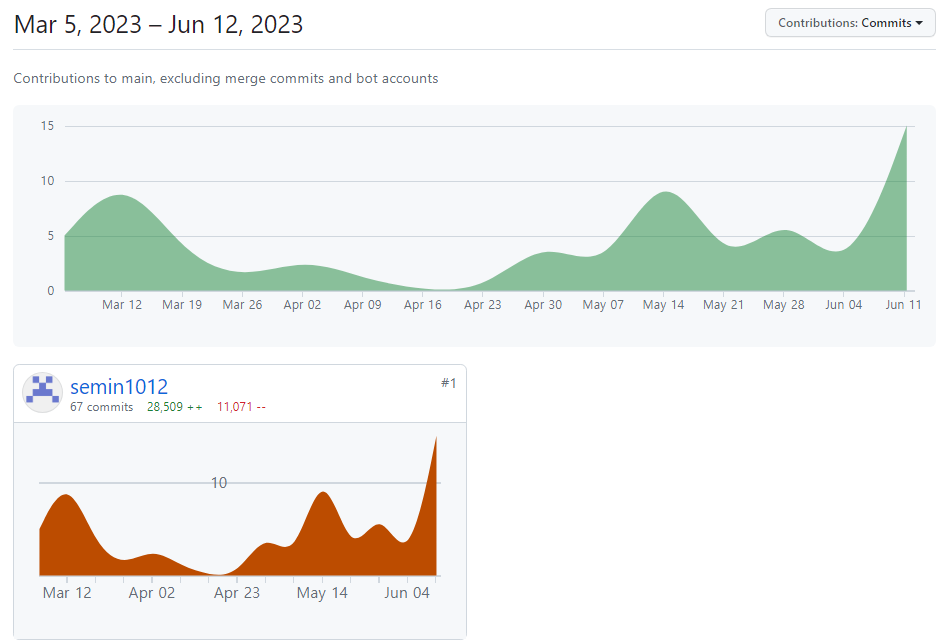 Mar 5, 2023 – Jun 12, 2023
Contributions: Commits
Contributions to main, excluding merge commits and bot accounts
15
10
5
0
Mar 12 Mar 19 Mar 26 Apr 02 Apr 09 Apr 16 Apr 23 Apr 30 May 07 May 14 May 21 May 28 Jun 04 Jun 11
semin1012 #1
67 commits 28,509 ++ 11,071 --
10
Mar 12 Apr 02 Apr 23 May 14 Jun 04